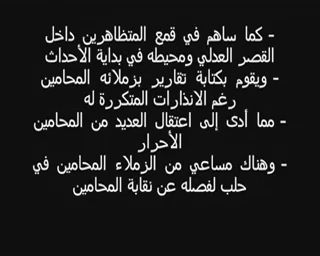 - كما ساهم في قمع المتظاهرين داخل
القصر العدلي ومحيطه في بداية الأحداث
- ويقوم بكتابة تقارير بزملائه المحامين
رغم الانذارات المتكررة له
- مما أدى إلى اعتقال العديد من المحامين
الأحرار
- وهناك مساعي من الزملاء المحامين في
حلب لفصله عن نقابة المحامين